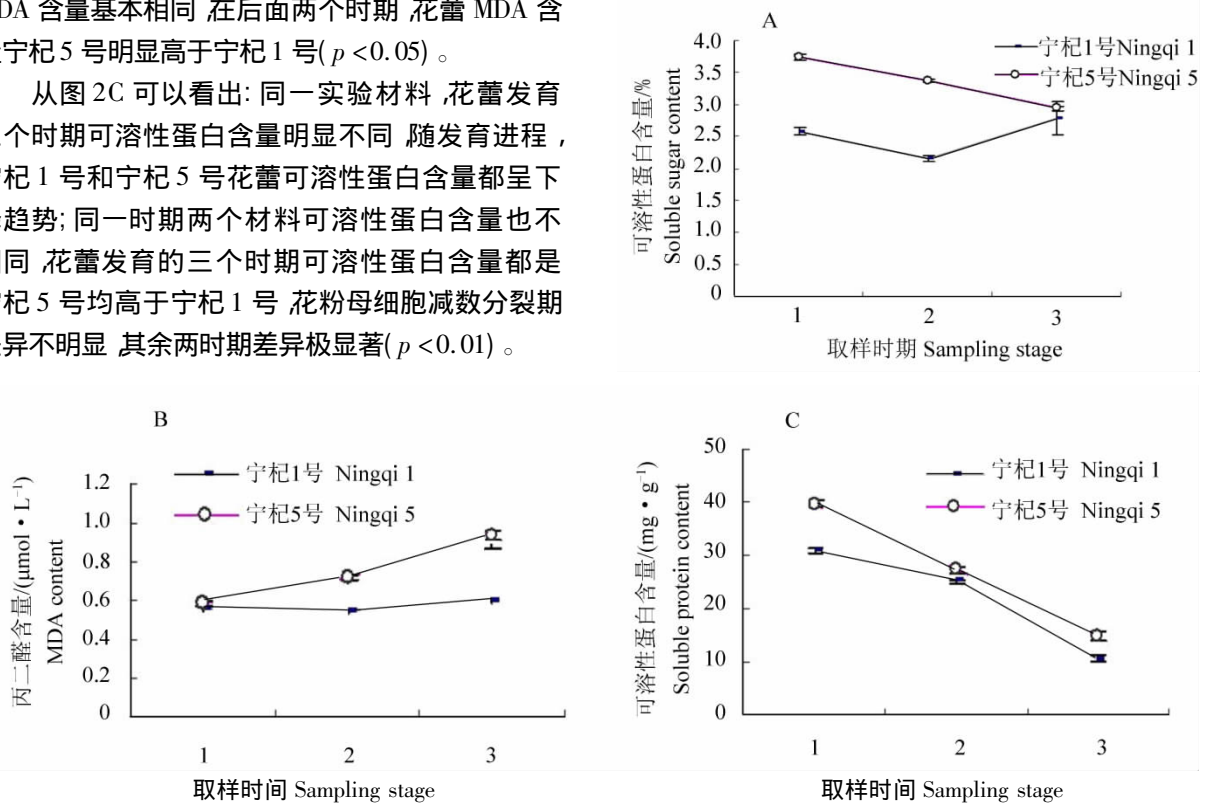 DA 含量基本相同,在后面两个时期,花蕾 MDA 含
宁杞 5 号明显高于宁杞 1 号( p <0.05) 。
从图 2C 可以看出: 同一实验材料,花蕾发育
个时期可溶性蛋白含量明显不同,随发育进程,
杞 1 号和宁杞 5 号花蕾可溶性蛋白含量都呈下
趋势; 同一时期两个材料可溶性蛋白含量也不
同,花蕾发育的三个时期可溶性蛋白含量都是
杞 5 号均高于宁杞 1 号,花粉母细胞减数分裂期
异不明显,其余两时期差异极显著( p <0.01) 。
A
可溶性蛋白含量/%
Soluble sugar content
4.0
3.5
3.0
2.5
2.0
1.5
1.0
0.5
0
宁杞1号Ningqi 1
宁杞5号Ningqi 5
1 2 3
取样时期 Sampling stage
B
丙二醛含量/(μmol·L⁻¹)
MDA content
1.2
1.0
0.8
0.6
0.4
0.2
0
宁杞1号 Ningqi 1
宁杞5号 Ningqi 5
1 2 3
取样时间 Sampling stage
C
可溶性蛋白含量/(mg·g⁻¹)
Soluble protein content
50
40
30
20
10
0
宁杞1号 Ningqi 1
宁杞5号 Ningqi 5
1 2 3
取样时间 Sampling stage